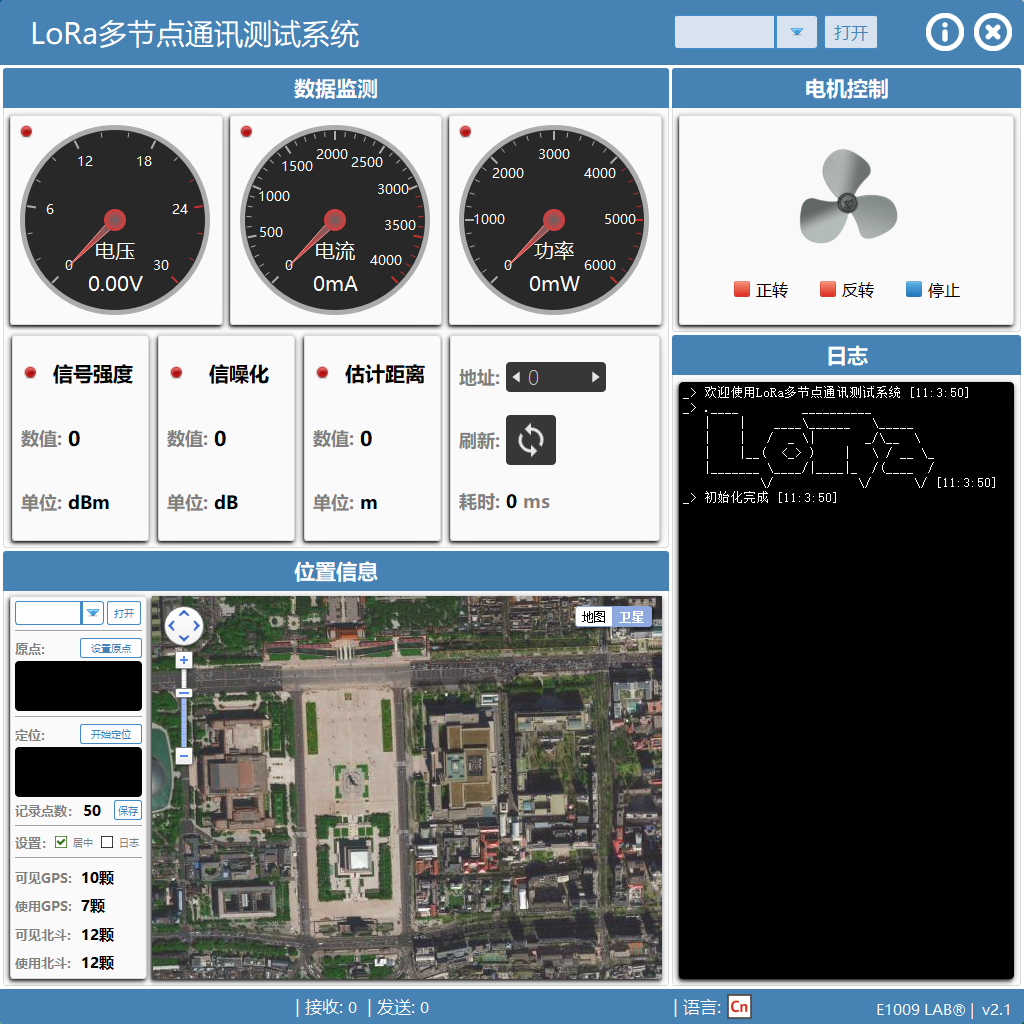 LoRa多节点通讯测试系统
打开
数据监测
电机控制
6 12 18 24 0 30
电压
0.00V
0 500 1000 1500 2000 2500 3000 3500 4000
电流
0mA
0 1000 2000 3000 4000 5000 6000
功率
0mW
正转 反转 停止
信号强度
数值: 0
单位: dBm
信噪化
数值: 0
单位: dB
估计距离
数值: 0
单位: m
地址: 0
刷新:
耗时: 0 ms
日志
_> 欢迎使用LoRa多节点通讯测试系统 [11:3:50]
_>
[11:3:50]
_> 初始化完成 [11:3:50]
位置信息
打开
原点: 设置原点
定位: 开始定位
记录点数: 50 保存
设置: 居中 日志
可见GPS: 10颗
使用GPS: 7颗
可见北斗: 12颗
使用北斗: 12颗
地图 卫星
| 接收: 0 | 发送: 0
| 语言: Cn
E1009 LAB® | v2.1